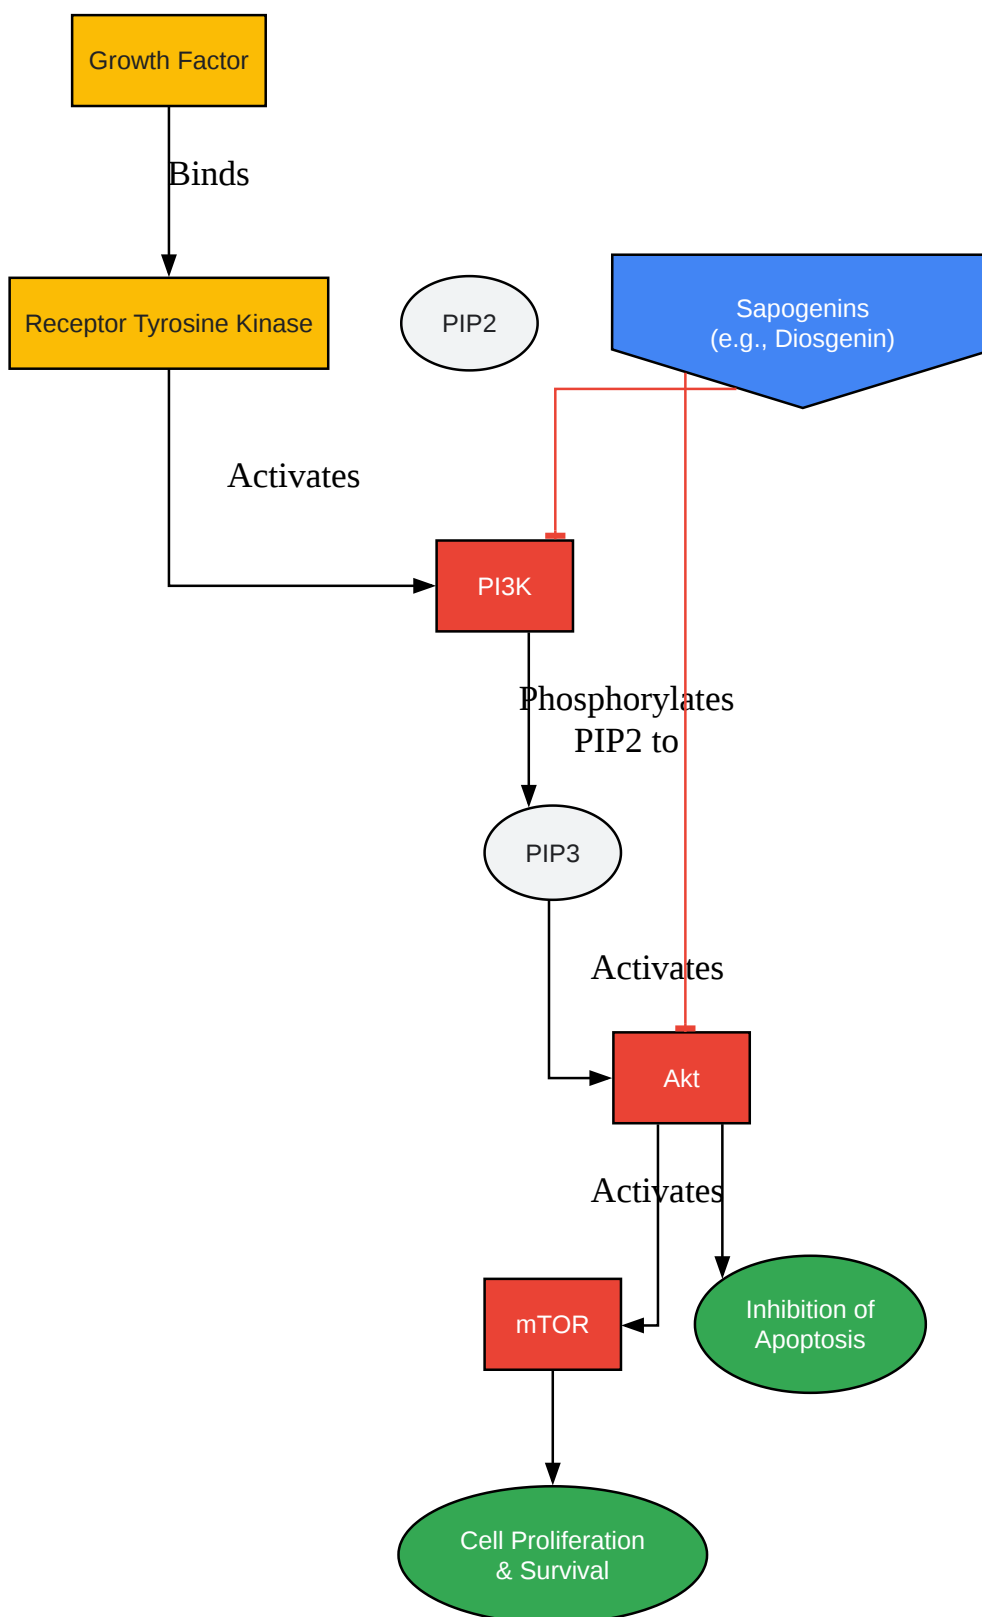 Growth Factor
Binds
Receptor Tyrosine Kinase
PIP2
Sapogenins
(e.g., Diosgenin)
Activates
PI3K
Phosphorylates
PIP2 to
PIP3
Activates
Akt
Activates
mTOR
Inhibition of
Apoptosis
Cell Proliferation
& Survival